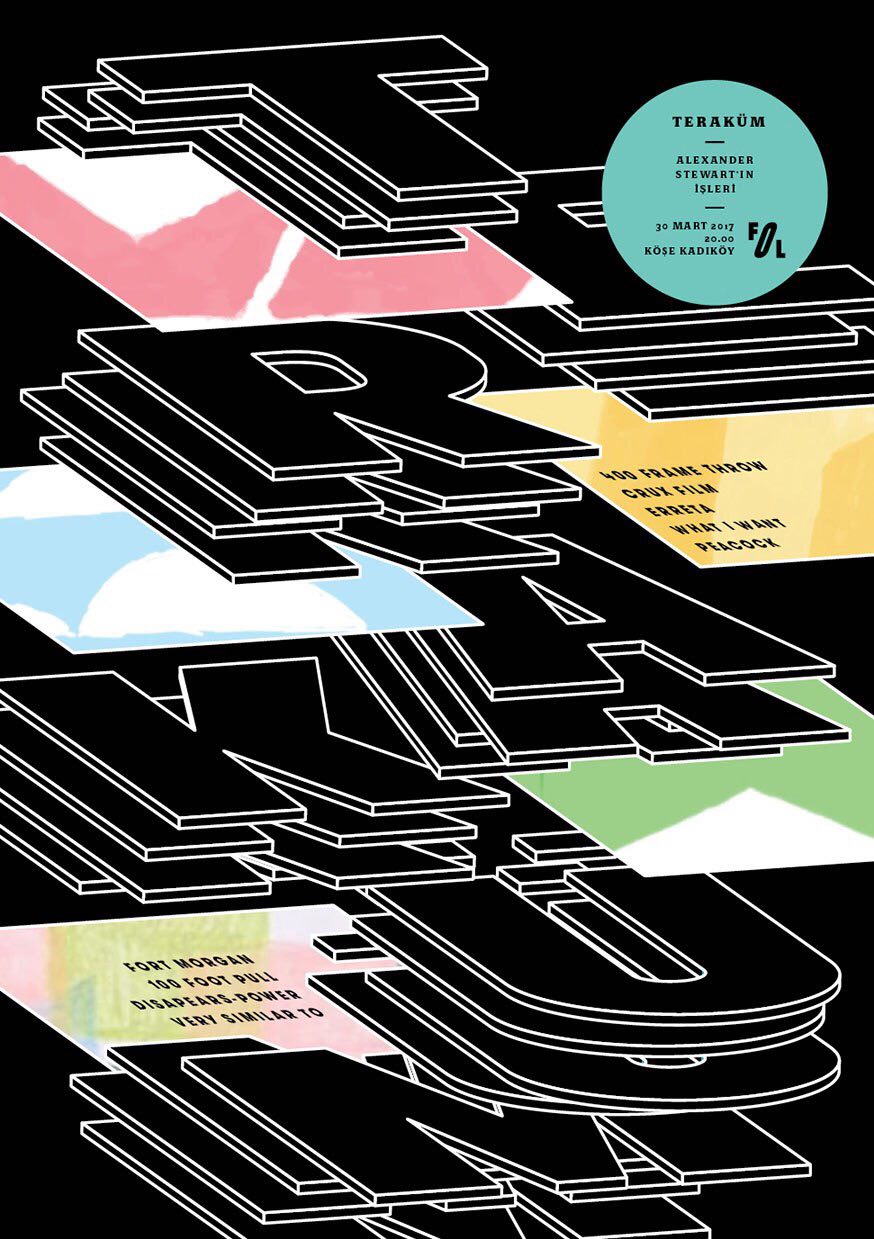 TERAKÜM
TERAKÜM
ALEXANDER
STEWART'IN
İŞLERİ
30 MART 2017
20.00
KÖŞE KADIKÖY
FOL
400 FRAME THROW
CRUX FILM
ERRETA
WHAT I WANT
PEACOCK
FORT MORGAN
100 FOOT PULL
DISAPEARS-POWER
VERY SIMILAR TO